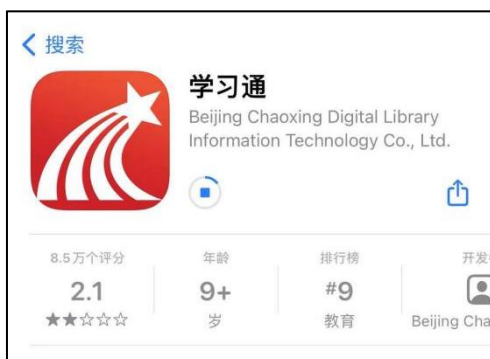 搜索
学习通
Beijing Chaoxing Digital Library
Information Technology Co., Ltd.
8.5万个评分
年龄
排行榜
2.1
9+
#9
岁
教育
Beijing